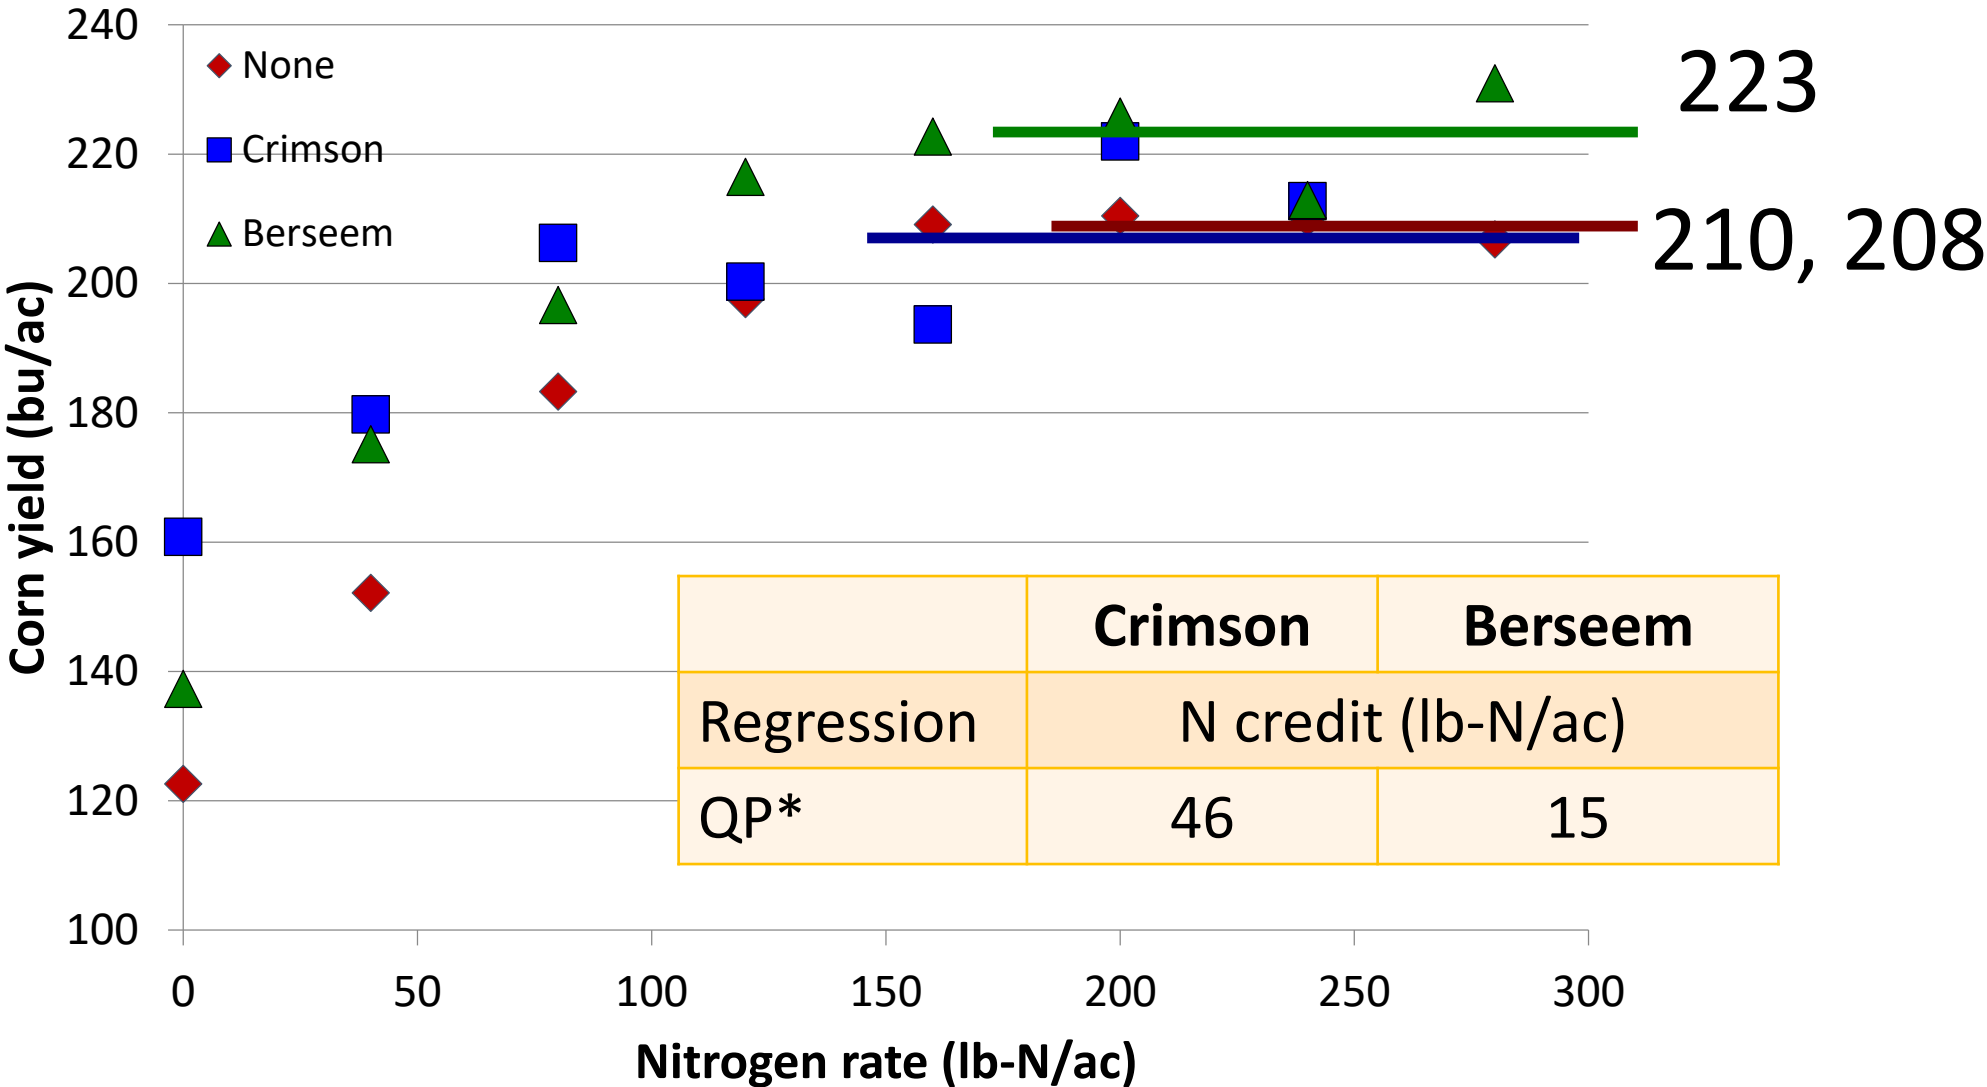 240
220
200
180
160
140
120
100
Corn yield (bu/ac)
None
Crimson
Berseem
223
210, 208
Crimson Berseem
Regression N credit (lb-N/ac)
QP* 46 15
0 50 100 150 200 250 300
Nitrogen rate (lb-N/ac)